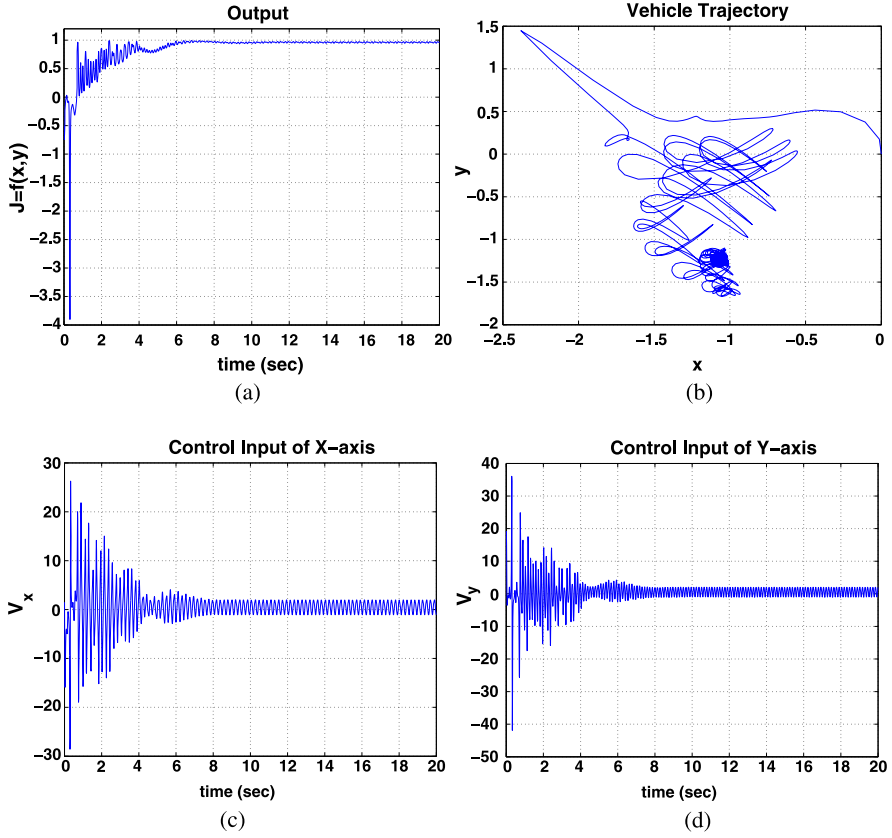 Output
1
0.5
0
−0.5
−1
−1.5
−2
−2.5
−3
−3.5
−4
J=f(x,y)
0 2 4 6 8 10 12 14 16 18 20
time (sec)
(a)
Vehicle Trajectory
1.5
1
0.5
0
−0.5
−1
−1.5
−2
y
−2.5 −2 −1.5 −1 −0.5 0
x
(b)
Control Input of X−axis
30
20
10
0
−10
−20
−30
V_x
0 2 4 6 8 10 12 14 16 18 20
time (sec)
(c)
Control Input of Y−axis
40
30
20
10
0
−10
−20
−30
−40
−50
V_y
0 2 4 6 8 10 12 14 16 18 20
time (sec)
(d)